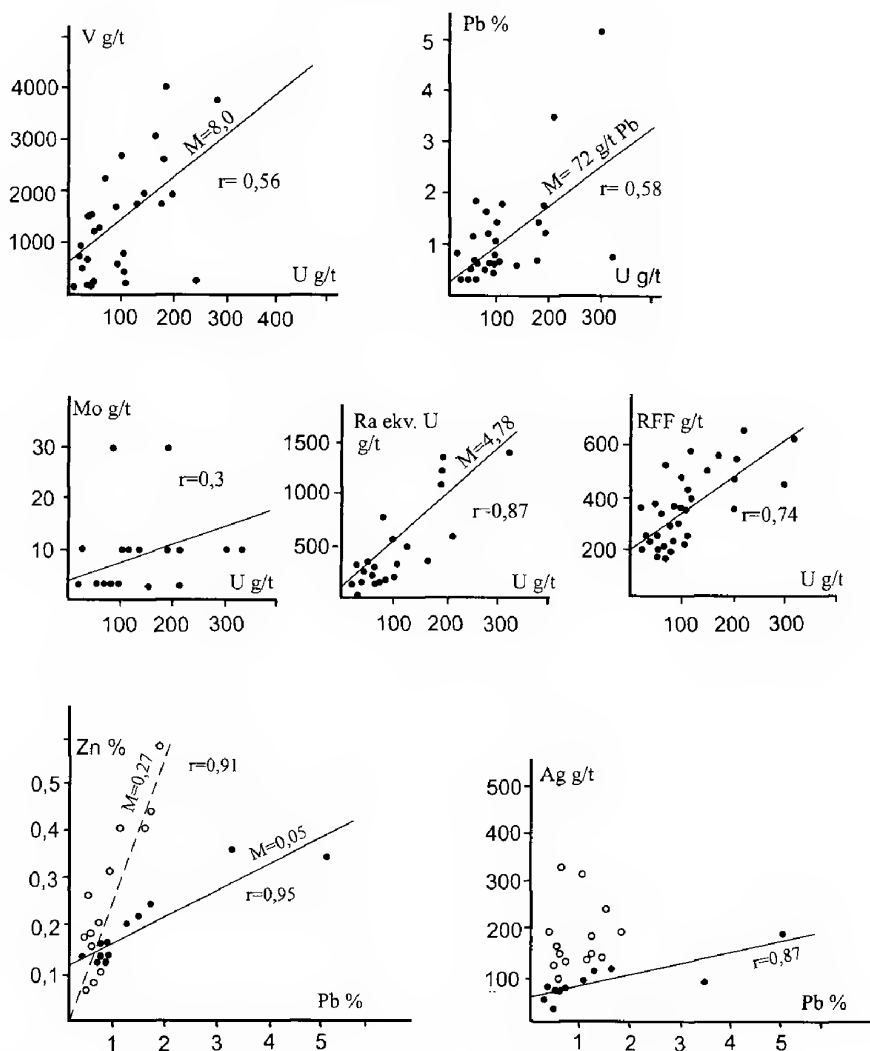 V g/t
4000
3000
2000
1000
M=8,0
r= 0,56
U g/t
100 200 300 400
Pb %
5
4
3
2
1
M= 72 g/t Pb
r= 0,58
U g/t
100 200 300
Mo g/t
30
20
10
r=0,3
U g/t
100 200 300
Ra ekv. U
g/t
1500
1000
500
M=4,78
r=0,87
U g/t
100 200 300
RFF g/t
600
400
200
r=0,74
U g/t
100 200 300
Zn %
0,5
0,4
0,3
0,2
0,1
M=0,27
r=0,91
M=0,05
r=0,95
Pb %
1 2 3 4 5
Ag g/t
500
400
300
200
100
r=0,87
Pb %
1 2 3 4 5